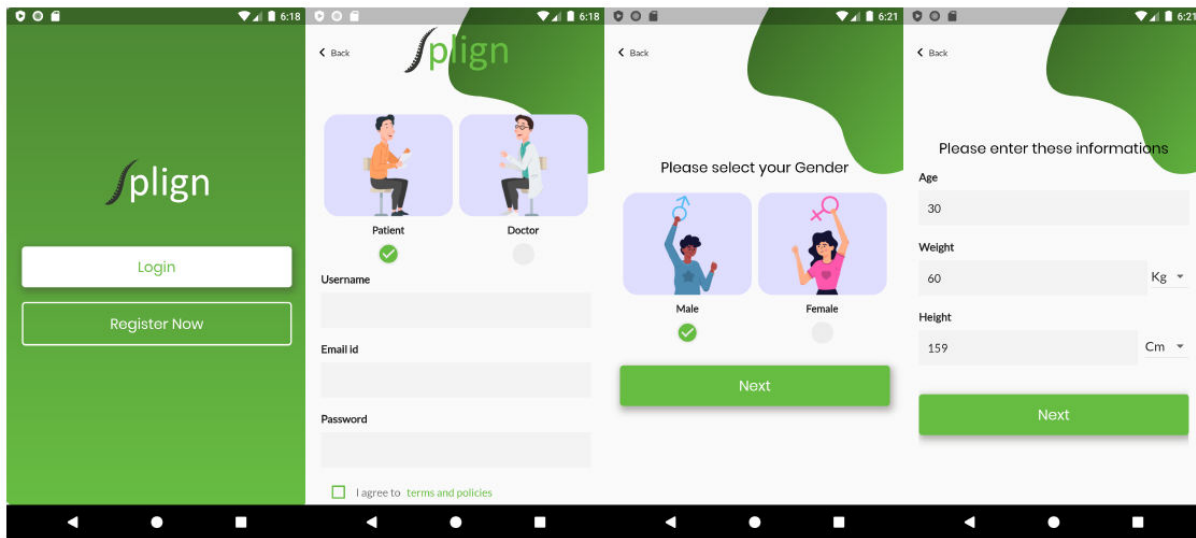 6:18
plign
Login
Register Now
6:18
Back
plign
Patient
Doctor
Username
Email id
Password
I agree to terms and policies
6:21
Back
Please select your Gender
Male
Female
Next
6:21
Back
Please enter these informations
Age
30
Weight
60
Kg
Height
159
Cm
Next